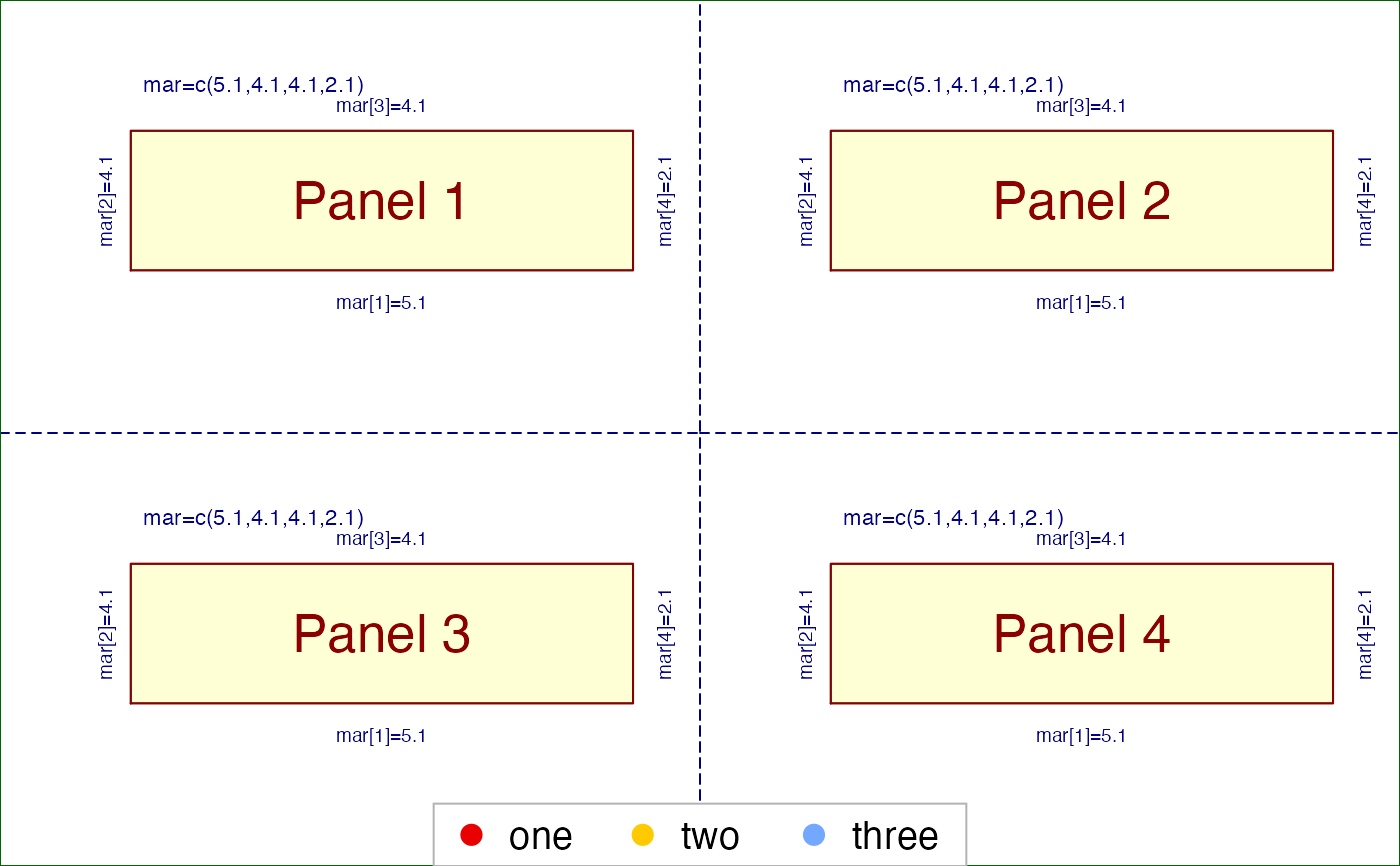 mar=c(5.1,4.1,4.1,2.1)
mar[3]=4.1
mar[2]=4.1
Panel 1
mar[4]=2.1
mar[1]=5.1
mar=c(5.1,4.1,4.1,2.1)
mar[3]=4.1
mar[2]=4.1
Panel 2
mar[4]=2.1
mar[1]=5.1
mar=c(5.1,4.1,4.1,2.1)
mar[3]=4.1
mar[2]=4.1
Panel 3
mar[4]=2.1
mar[1]=5.1
mar=c(5.1,4.1,4.1,2.1)
mar[3]=4.1
mar[2]=4.1
Panel 4
mar[4]=2.1
mar[1]=5.1
one two three